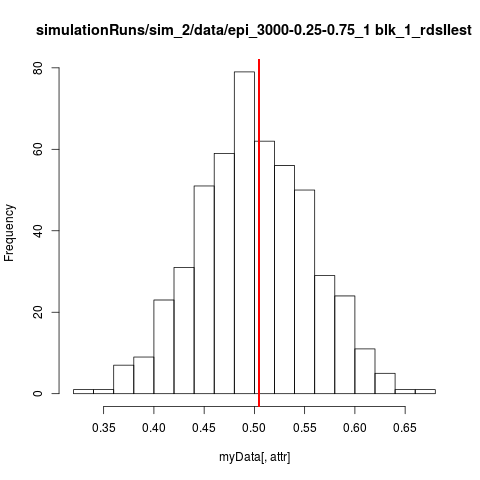 simulationRuns/sim_2/data/epi_3000-0.25-0.75_1 blk_1_rdsIIest
Frequency
80
60
40
20
0
0.35 0.40 0.45 0.50 0.55 0.60 0.65
myData[, attr]